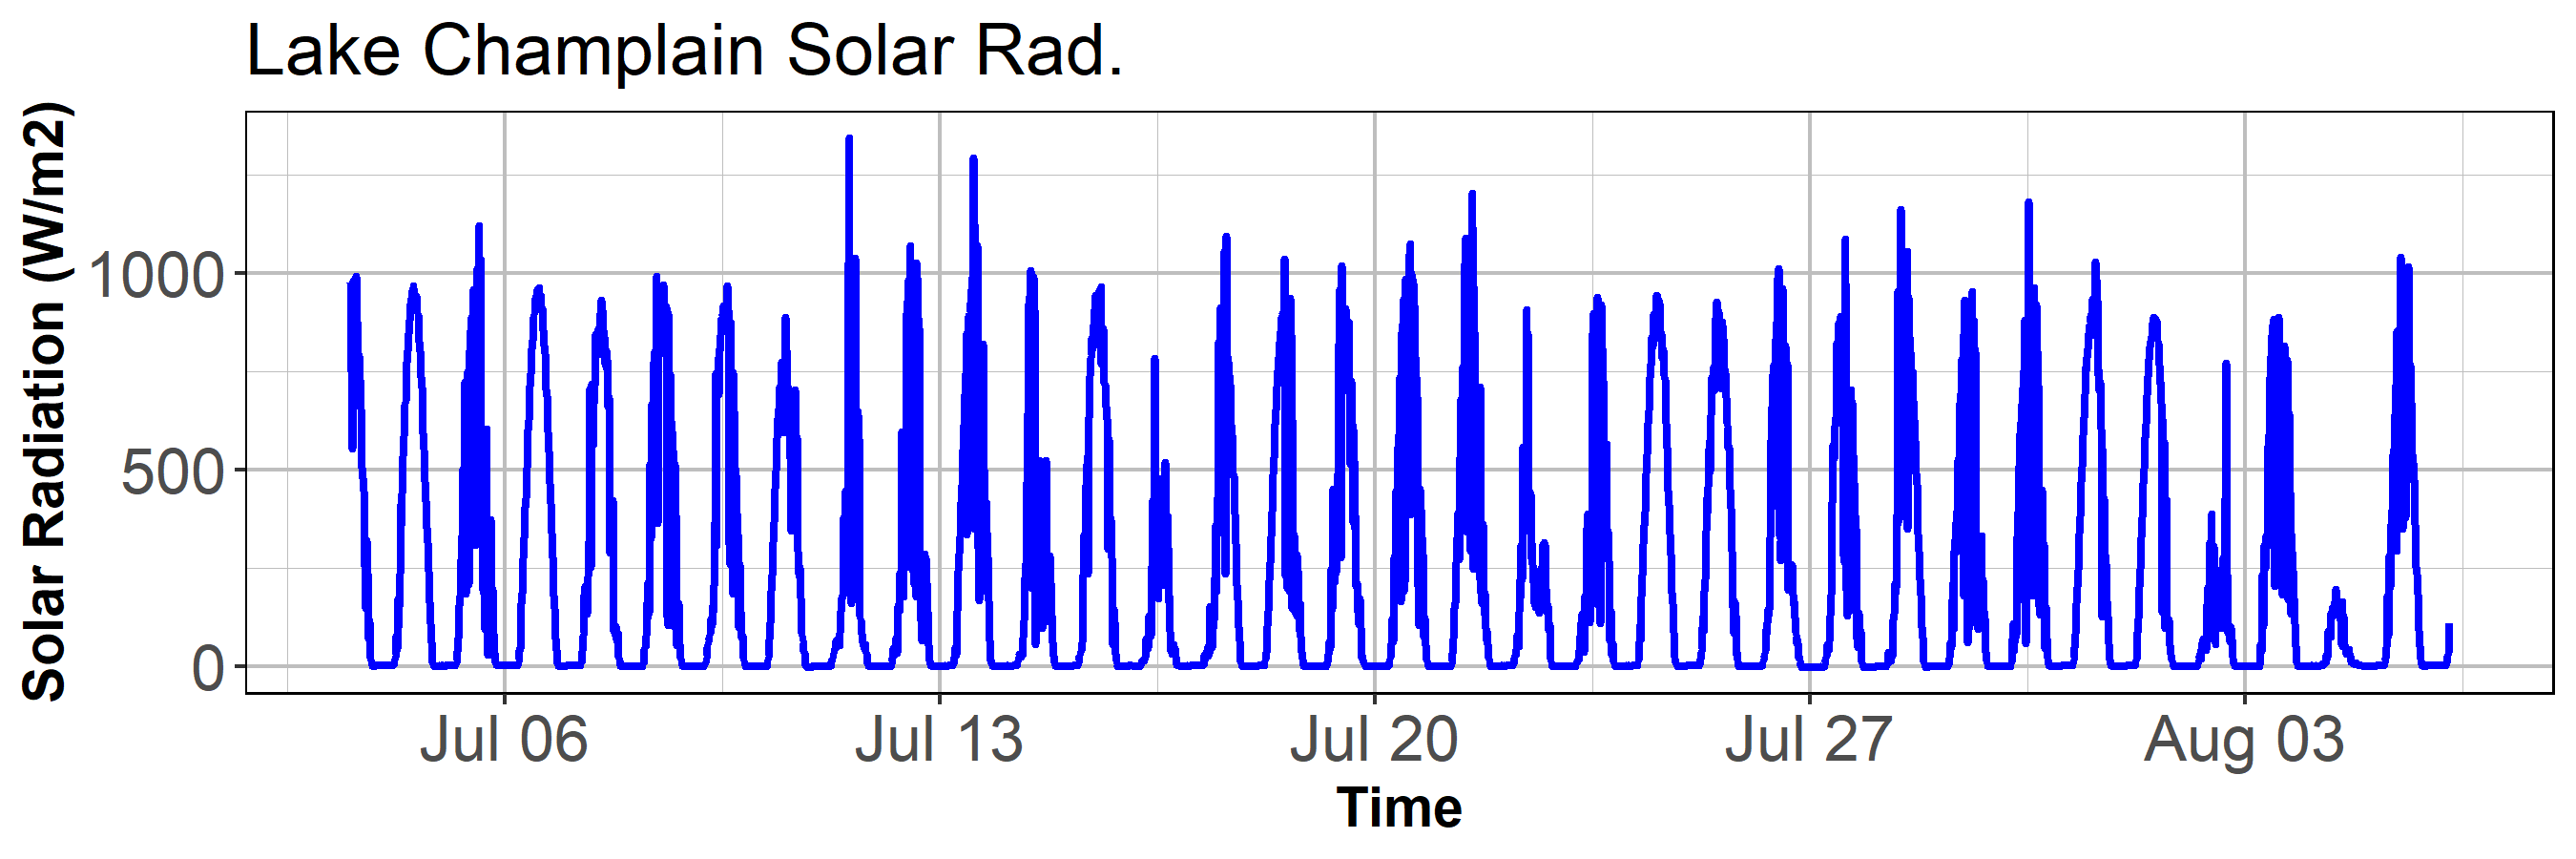 Lake Champlain Solar Rad.
Solar Radiation (W/m2)
1000
500
0
Jul 06
Jul 13
Jul 20
Jul 27
Aug 03
Time